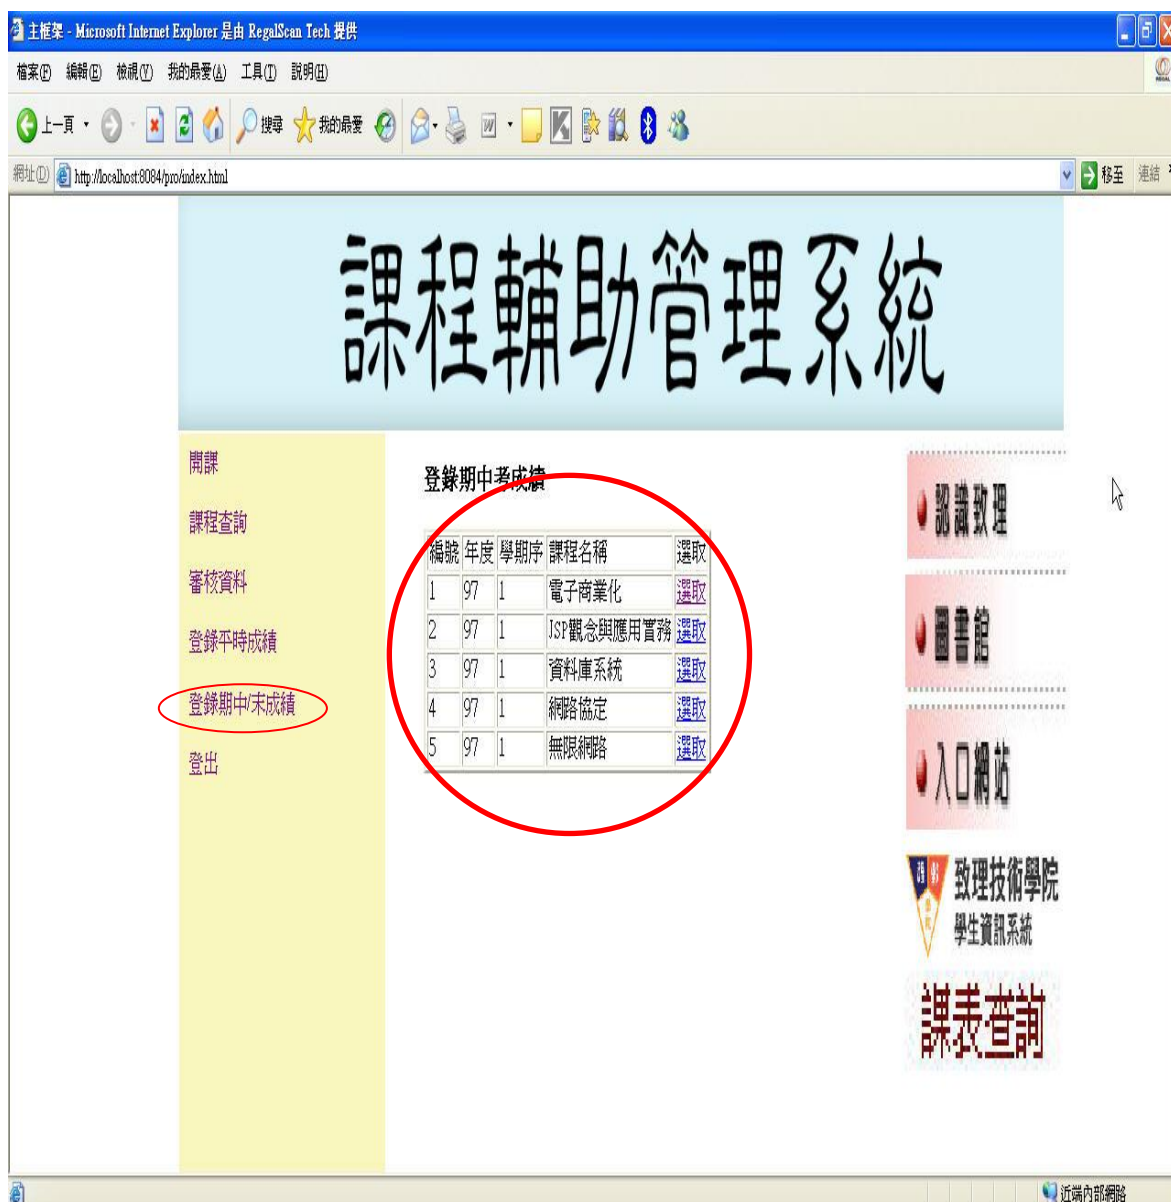 主框架 - Microsoft Internet Explorer 是由 RegalScan Tech 提供
檔案(F) 編輯(E) 檢視(V) 我的最愛(A) 工具(T) 說明(H)
上一頁 搜尋 我的最愛
網址(D) http://localhost:8084/pro/index.html 移至 連結
課程輔助管理系統
開課
課程查詢
審核資料
登錄平時成績
登錄期中/末成績
登出
登錄期中考成績
編號 年度 學期序 課程名稱 選取
1 97 1 電子商業化 選取
2 97 1 JSP觀念與應用實務 選取
3 97 1 資料庫系統 選取
4 97 1 網路協定 選取
5 97 1 無限網路 選取
認識致理
圖書館
入口網站
致理技術學院
學生資訊系統
課表查詢
近端內部網路